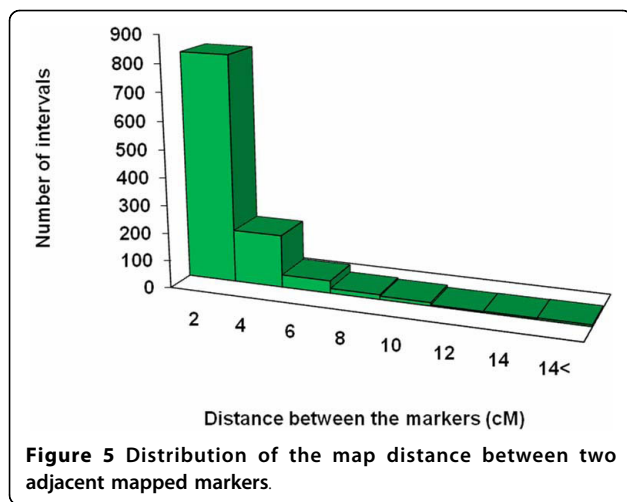 900
800
700
600
500
400
300
200
100
0
Number of intervals
2 4 6 8 10 12 14 14<
Distance between the markers (cM)
Figure 5 Distribution of the map distance between two
adjacent mapped markers.